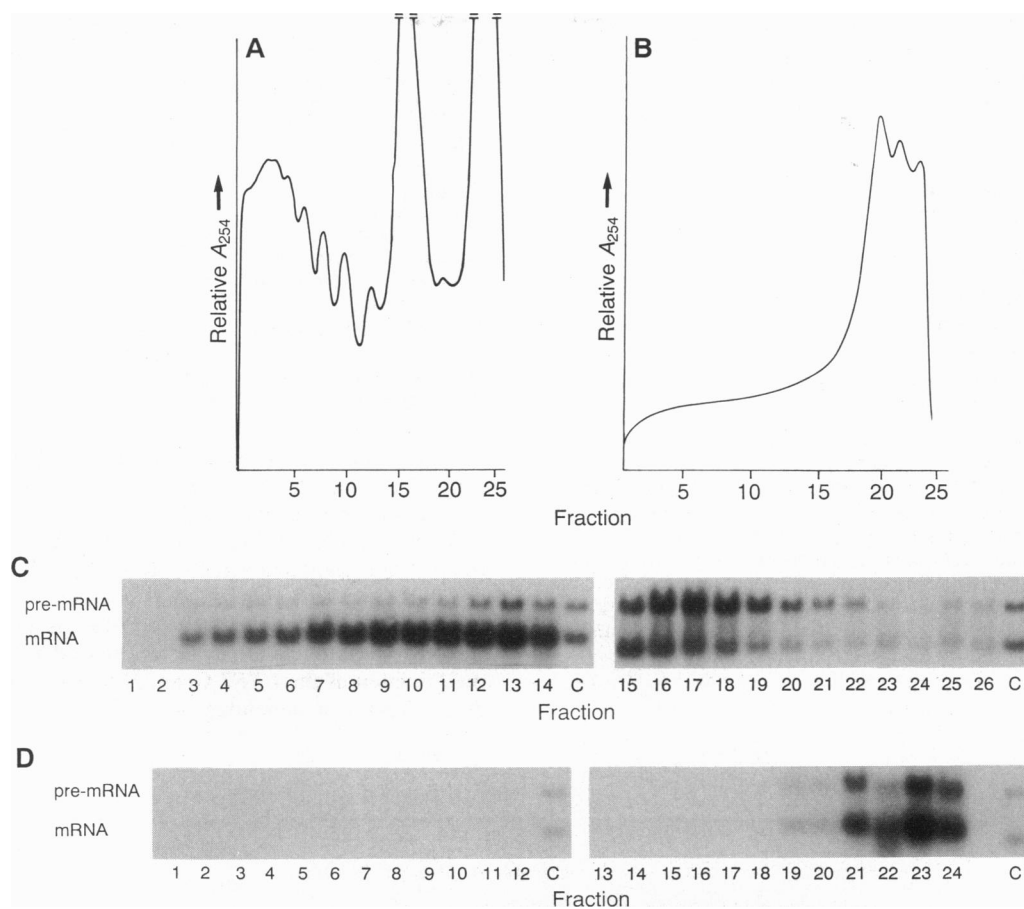 A
B
Relative A254
Relative A254
5 10 15 20 25
5 10 15 20 25
Fraction
C
pre-mRNA
mRNA
1 2 3 4 5 6 7 8 9 10 11 12 13 14 C
15 16 17 18 19 20 21 22 23 24 25 26 C
Fraction
D
pre-mRNA
mRNA
1 2 3 4 5 6 7 8 9 10 11 12 C
13 14 15 16 17 18 19 20 21 22 23 24 C
Fraction